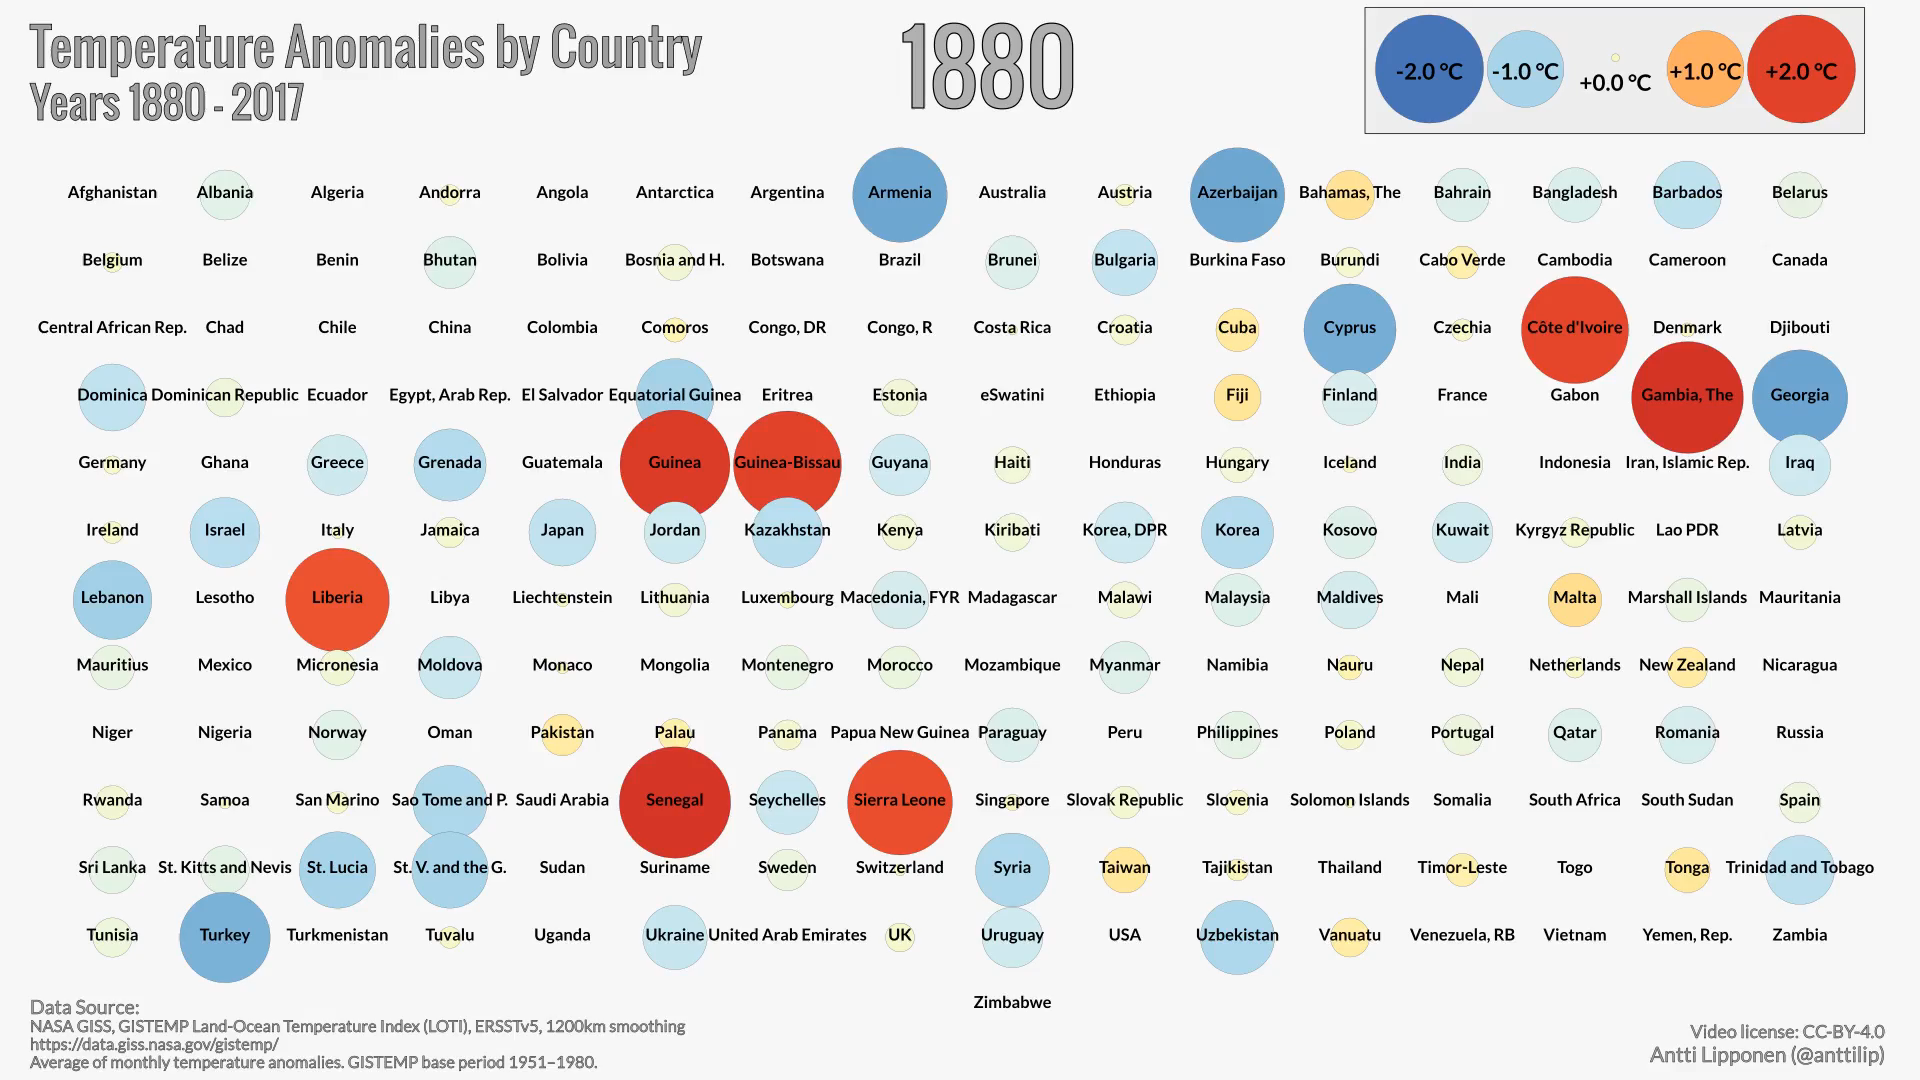 Temperature Anomalies by Country
Years 1880 - 2017
1880
-2.0 °C -1.0 °C +0.0 °C +1.0 °C +2.0 °C
Afghanistan Albania Algeria Andorra Angola Antarctica Argentina Armenia Australia Austria Azerbaijan Bahamas, The Bahrain Bangladesh Barbados Belarus
Belgium Belize Benin Bhutan Bolivia Bosnia and H. Botswana Brazil Brunei Bulgaria Burkina Faso Burundi Cabo Verde Cambodia Cameroon Canada
Central African Rep. Chad Chile China Colombia Comoros Congo, DR Congo, R Costa Rica Croatia Cuba Cyprus Czechia Côte d'Ivoire Denmark Djibouti
Dominica Dominican Republic Ecuador Egypt, Arab Rep. El Salvador Equatorial Guinea Eritrea Estonia eSwatini Ethiopia Fiji Finland France Gabon Gambia, The Georgia
Germany Ghana Greece Grenada Guatemala Guinea Guinea-Bissau Guyana Haiti Honduras Hungary Iceland India Indonesia Iran, Islamic Rep. Iraq
Ireland Israel Italy Jamaica Japan Jordan Kazakhstan Kenya Kiribati Korea, DPR Korea Kosovo Kuwait Kyrgyz Republic Lao PDR Latvia
Lebanon Lesotho Liberia Libya Liechtenstein Lithuania Luxembourg Macedonia, FYR Madagascar Malawi Malaysia Maldives Mali Malta Marshall Islands Mauritania
Mauritius Mexico Micronesia Moldova Monaco Mongolia Montenegro Morocco Mozambique Myanmar Namibia Nauru Nepal Netherlands New Zealand Nicaragua
Niger Nigeria Norway Oman Pakistan Palau Panama Papua New Guinea Paraguay Peru Philippines Poland Portugal Qatar Romania Russia
Rwanda Samoa San Marino Sao Tome and P. Saudi Arabia Senegal Seychelles Sierra Leone Singapore Slovak Republic Slovenia Solomon Islands Somalia South Africa South Sudan Spain
Sri Lanka St. Kitts and Nevis St. Lucia St. V. and the G. Sudan Suriname Sweden Switzerland Syria Taiwan Tajikistan Thailand Timor-Leste Togo Tonga Trinidad and Tobago
Tunisia Turkey Turkmenistan Tuvalu Uganda Ukraine United Arab Emirates UK Uruguay USA Uzbekistan Vanuatu Venezuela, RB Vietnam Yemen, Rep. Zambia
Zimbabwe
Data Source:
NASA GISS, GISTEMP Land-Ocean Temperature Index (LOTI), ERSSTv5, 1200km smoothing
https://data.giss.nasa.gov/gistemp/
Average of monthly temperature anomalies. GISTEMP base period 1951–1980.
Video license: CC-BY-4.0
Antti Lipponen (@anttilip)